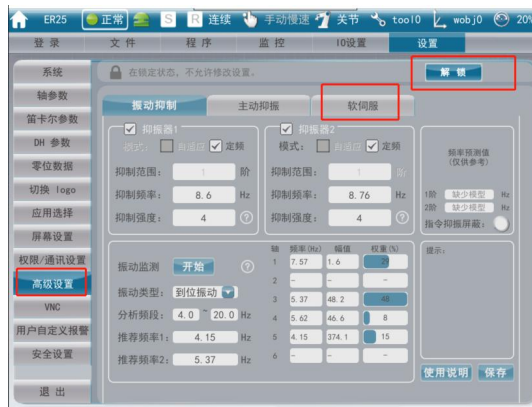 ER25 正常 S R 连续 手动慢速 关节 tool0 wobj0 20%
登录 文件 程序 监控 IO设置 设置
系统
轴参数
笛卡尔参数
DH 参数
零位数据
切换 logo
应用选择
屏幕设置
权限/通讯设置
高级设置
VNC
用户自定义报警
安全设置
退 出
在锁定状态，不允许修改设置。
解 锁
振动抑制 主动抑振 软伺服
抑振器1
模式： 自适应 定频
抑制范围： 1 阶
抑制频率： 8.6 Hz
抑制强度： 4
抑振器2
模式： 自适应 定频
抑制范围： 1 阶
抑制频率： 8.76 Hz
抑制强度： 4
频率预测值
(仅供参考)
1阶 缺少模型 Hz
2阶 缺少模型 Hz
指令抑振屏蔽：
振动监测 开始
振动类型： 到位振动
分析频段： 4.0 ~ 20.0 Hz
推荐频率1： 4.15 Hz
推荐频率2： 5.37 Hz
轴 频率(Hz) 幅值 权重(%)
1 7.57 1.6 29
2 - - -
3 5.37 48.2 48
4 5.62 46.6 8
5 4.15 374.1 15
6 - - -
提示：
使用说明 保存